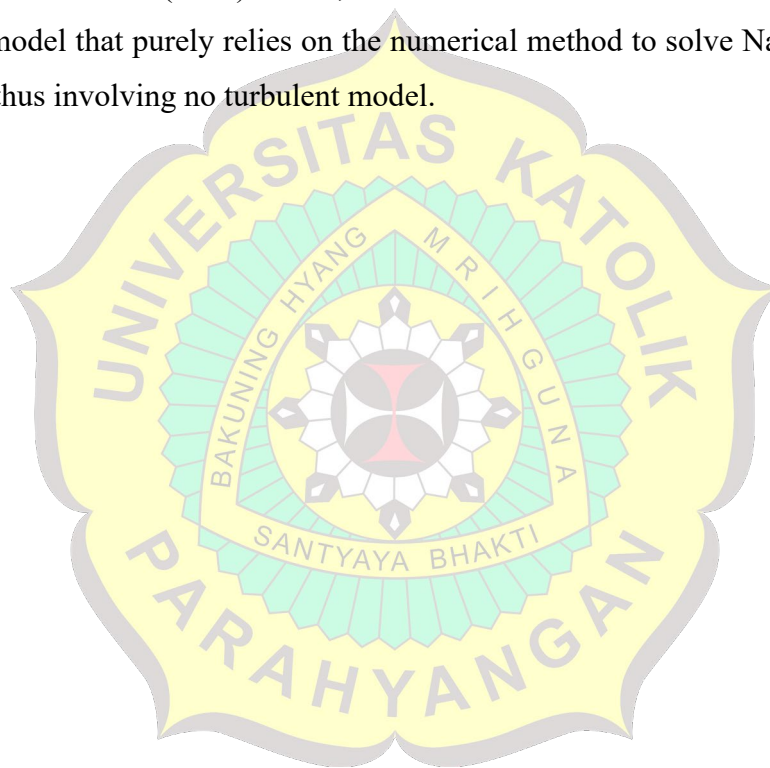 model that purely relies on the numerical method to solve Na
thus involving no turbulent model.
UNIVERSITAS KATOLIK
BAKUNING HYANG MRIHGUNA
SANTYAYA BHAKTI
PARAHYANGAN